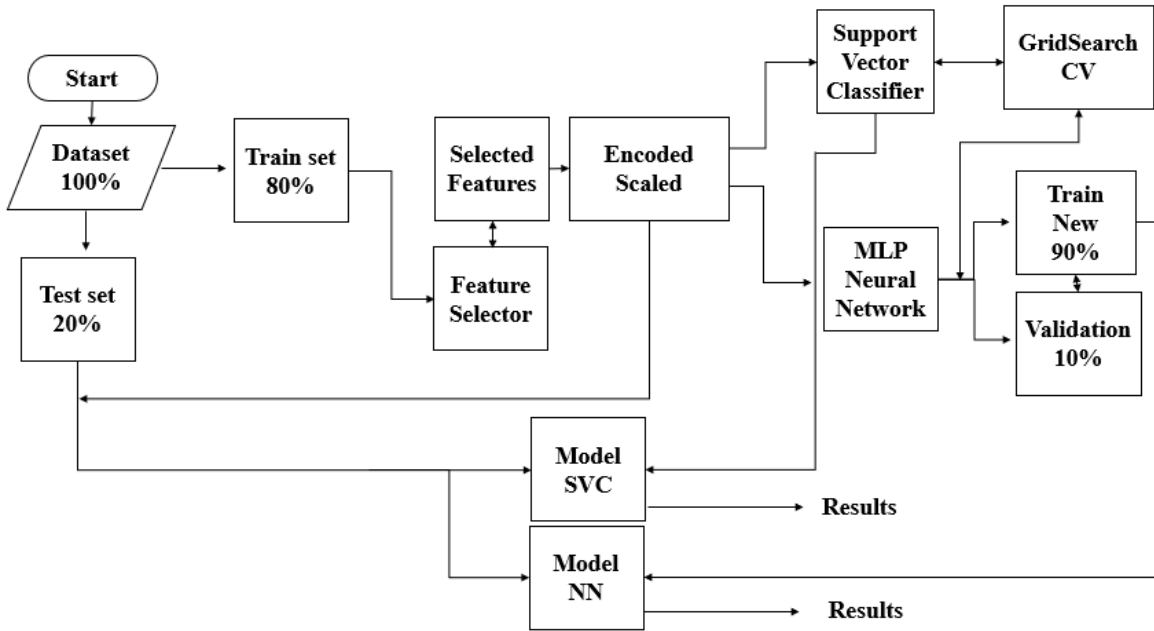 Start
Dataset
100%
Train set
80%
Test set
20%
Selected
Features
Feature
Selector
Encoded
Scaled
Support
Vector
Classifier
GridSearch
CV
MLP
Neural
Network
Train
New
90%
Validation
10%
Model
SVC
Results
Model
NN
Results